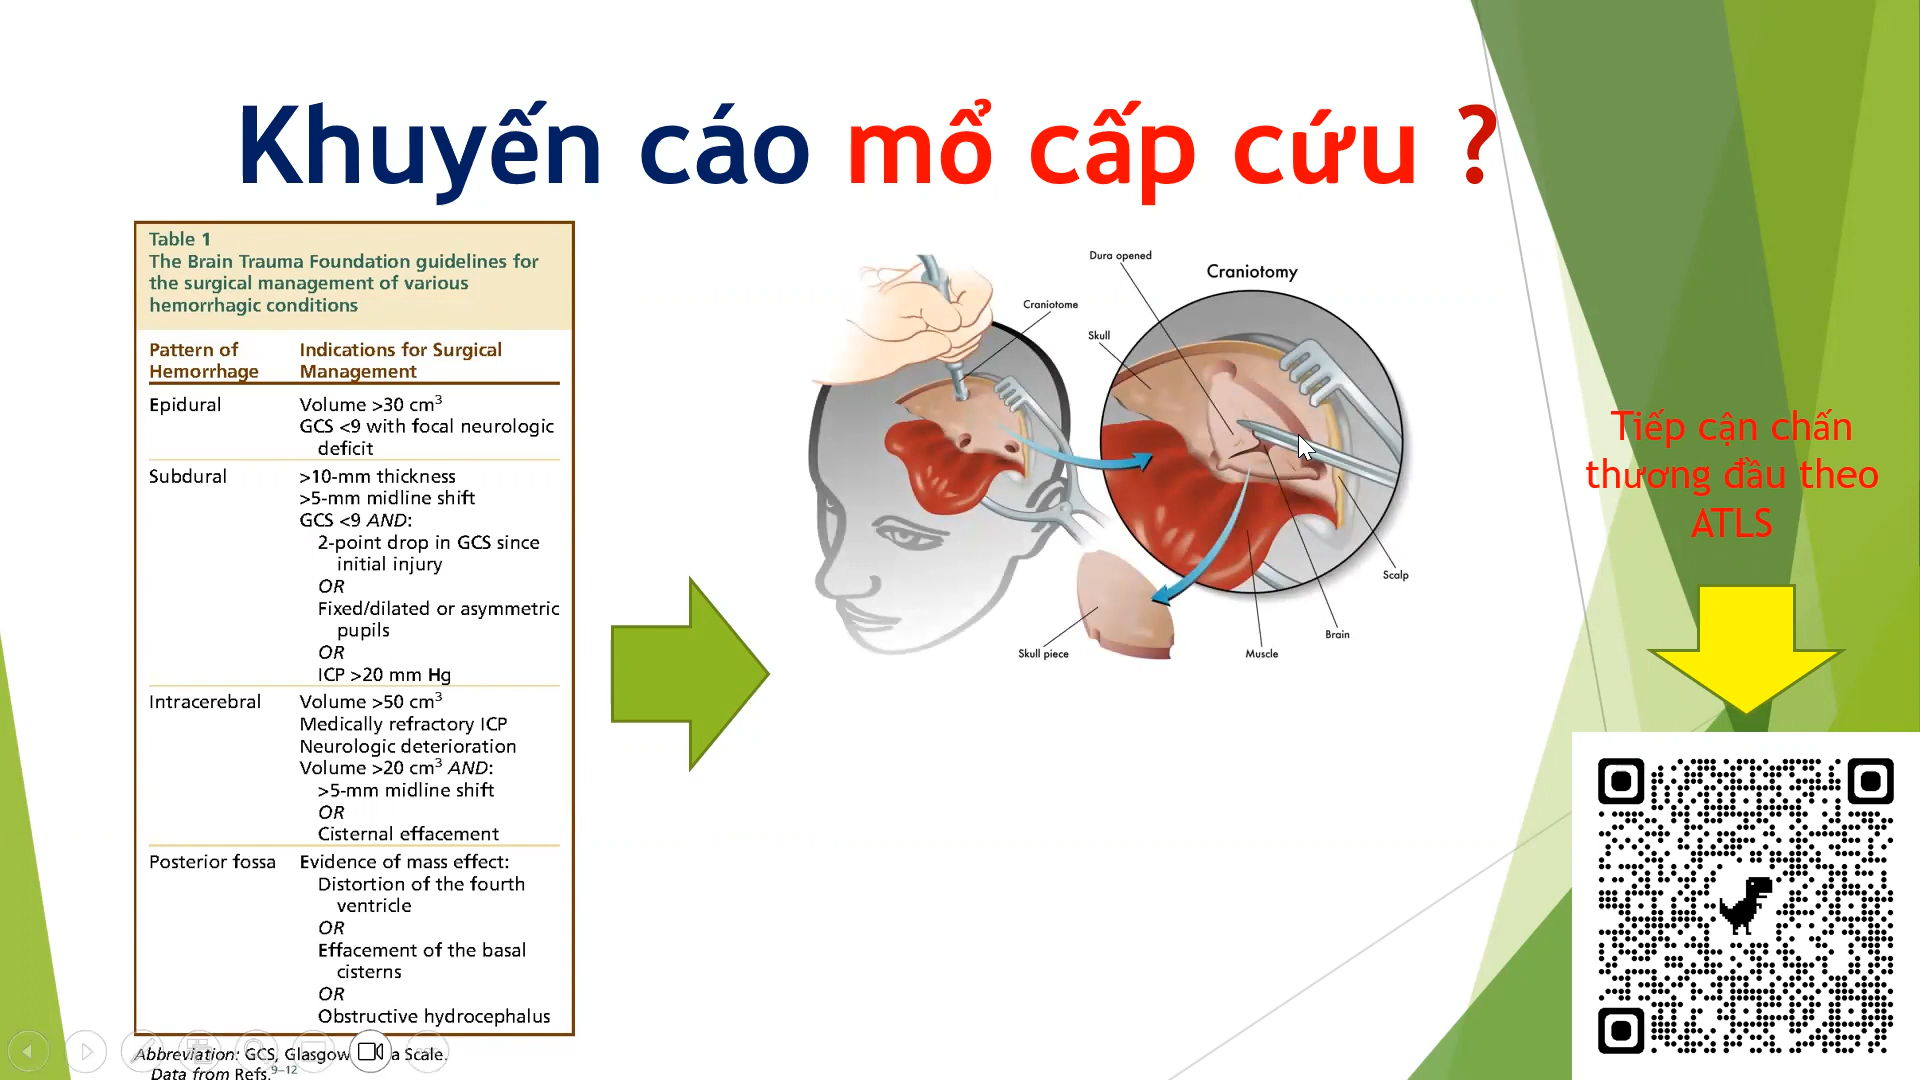 Khuyến cáo mổ cấp cứu ?
Table 1
The Brain Trauma Foundation guidelines for
the surgical management of various
hemorrhagic conditions
Pattern of Hemorrhage
Indications for Surgical Management
Epidural
Volume >30 cm³
GCS <9 with focal neurologic
deficit
Subdural
>10-mm thickness
>5-mm midline shift
GCS <9 AND:
2-point drop in GCS since
initial injury
OR
Fixed/dilated or asymmetric
pupils
OR
ICP >20 mm Hg
Intracerebral
Volume >50 cm³
Medically refractory ICP
Neurologic deterioration
Volume >20 cm³ AND:
>5-mm midline shift
OR
Cisternal effacement
Posterior fossa
Evidence of mass effect:
Distortion of the fourth
ventricle
OR
Effacement of the basal
cisterns
OR
Obstructive hydrocephalus
Abbreviation: GCS, Glasgow a Scale.
Data from Refs.⁹⁻¹²
Dura opened
Craniotomy
Craniotome
Skull
Scalp
Brain
Muscle
Skull piece
Tiếp cận chấn
thương đầu theo
ATLS